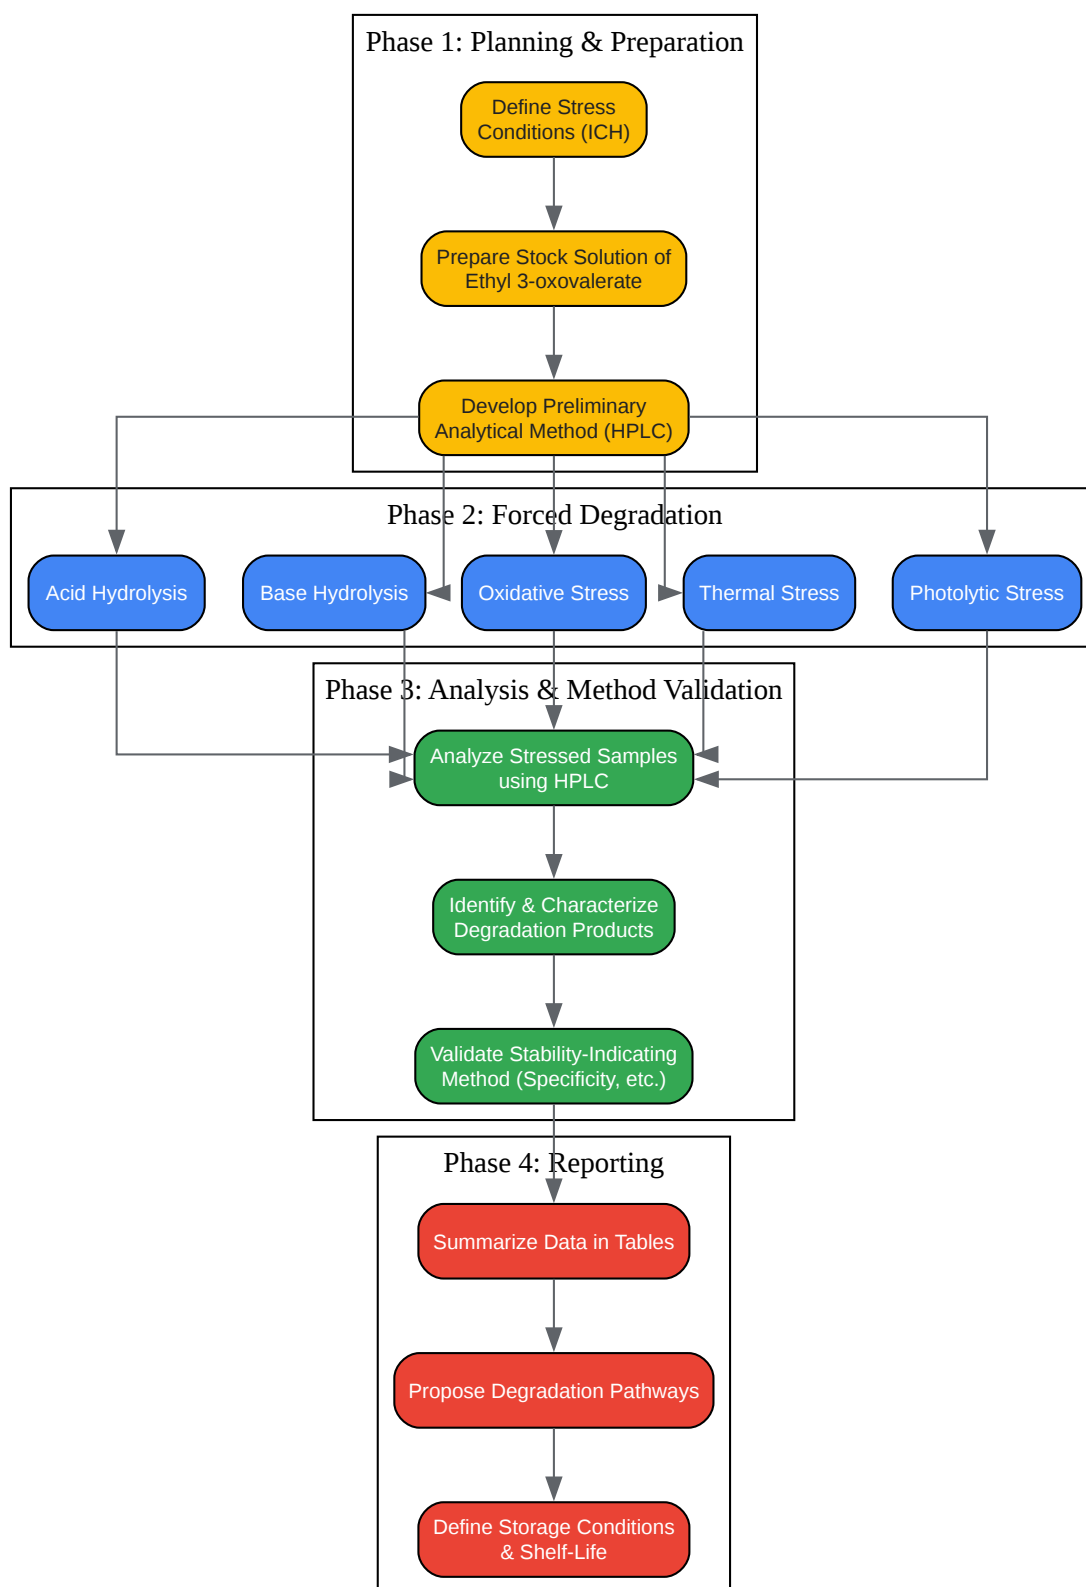 Phase 1: Planning & Preparation
Define Stress
Conditions (ICH)
Prepare Stock Solution of
Ethyl 3-oxovalerate
Develop Preliminary
Analytical Method (HPLC)
Phase 2: Forced Degradation
Acid Hydrolysis
Base Hydrolysis
Oxidative Stress
Thermal Stress
Photolytic Stress
Phase 3: Analysis & Method Validation
Analyze Stressed Samples
using HPLC
Identify & Characterize
Degradation Products
Validate Stability-Indicating
Method (Specificity, etc.)
Phase 4: Reporting
Summarize Data in Tables
Propose Degradation Pathways
Define Storage Conditions
& Shelf-Life